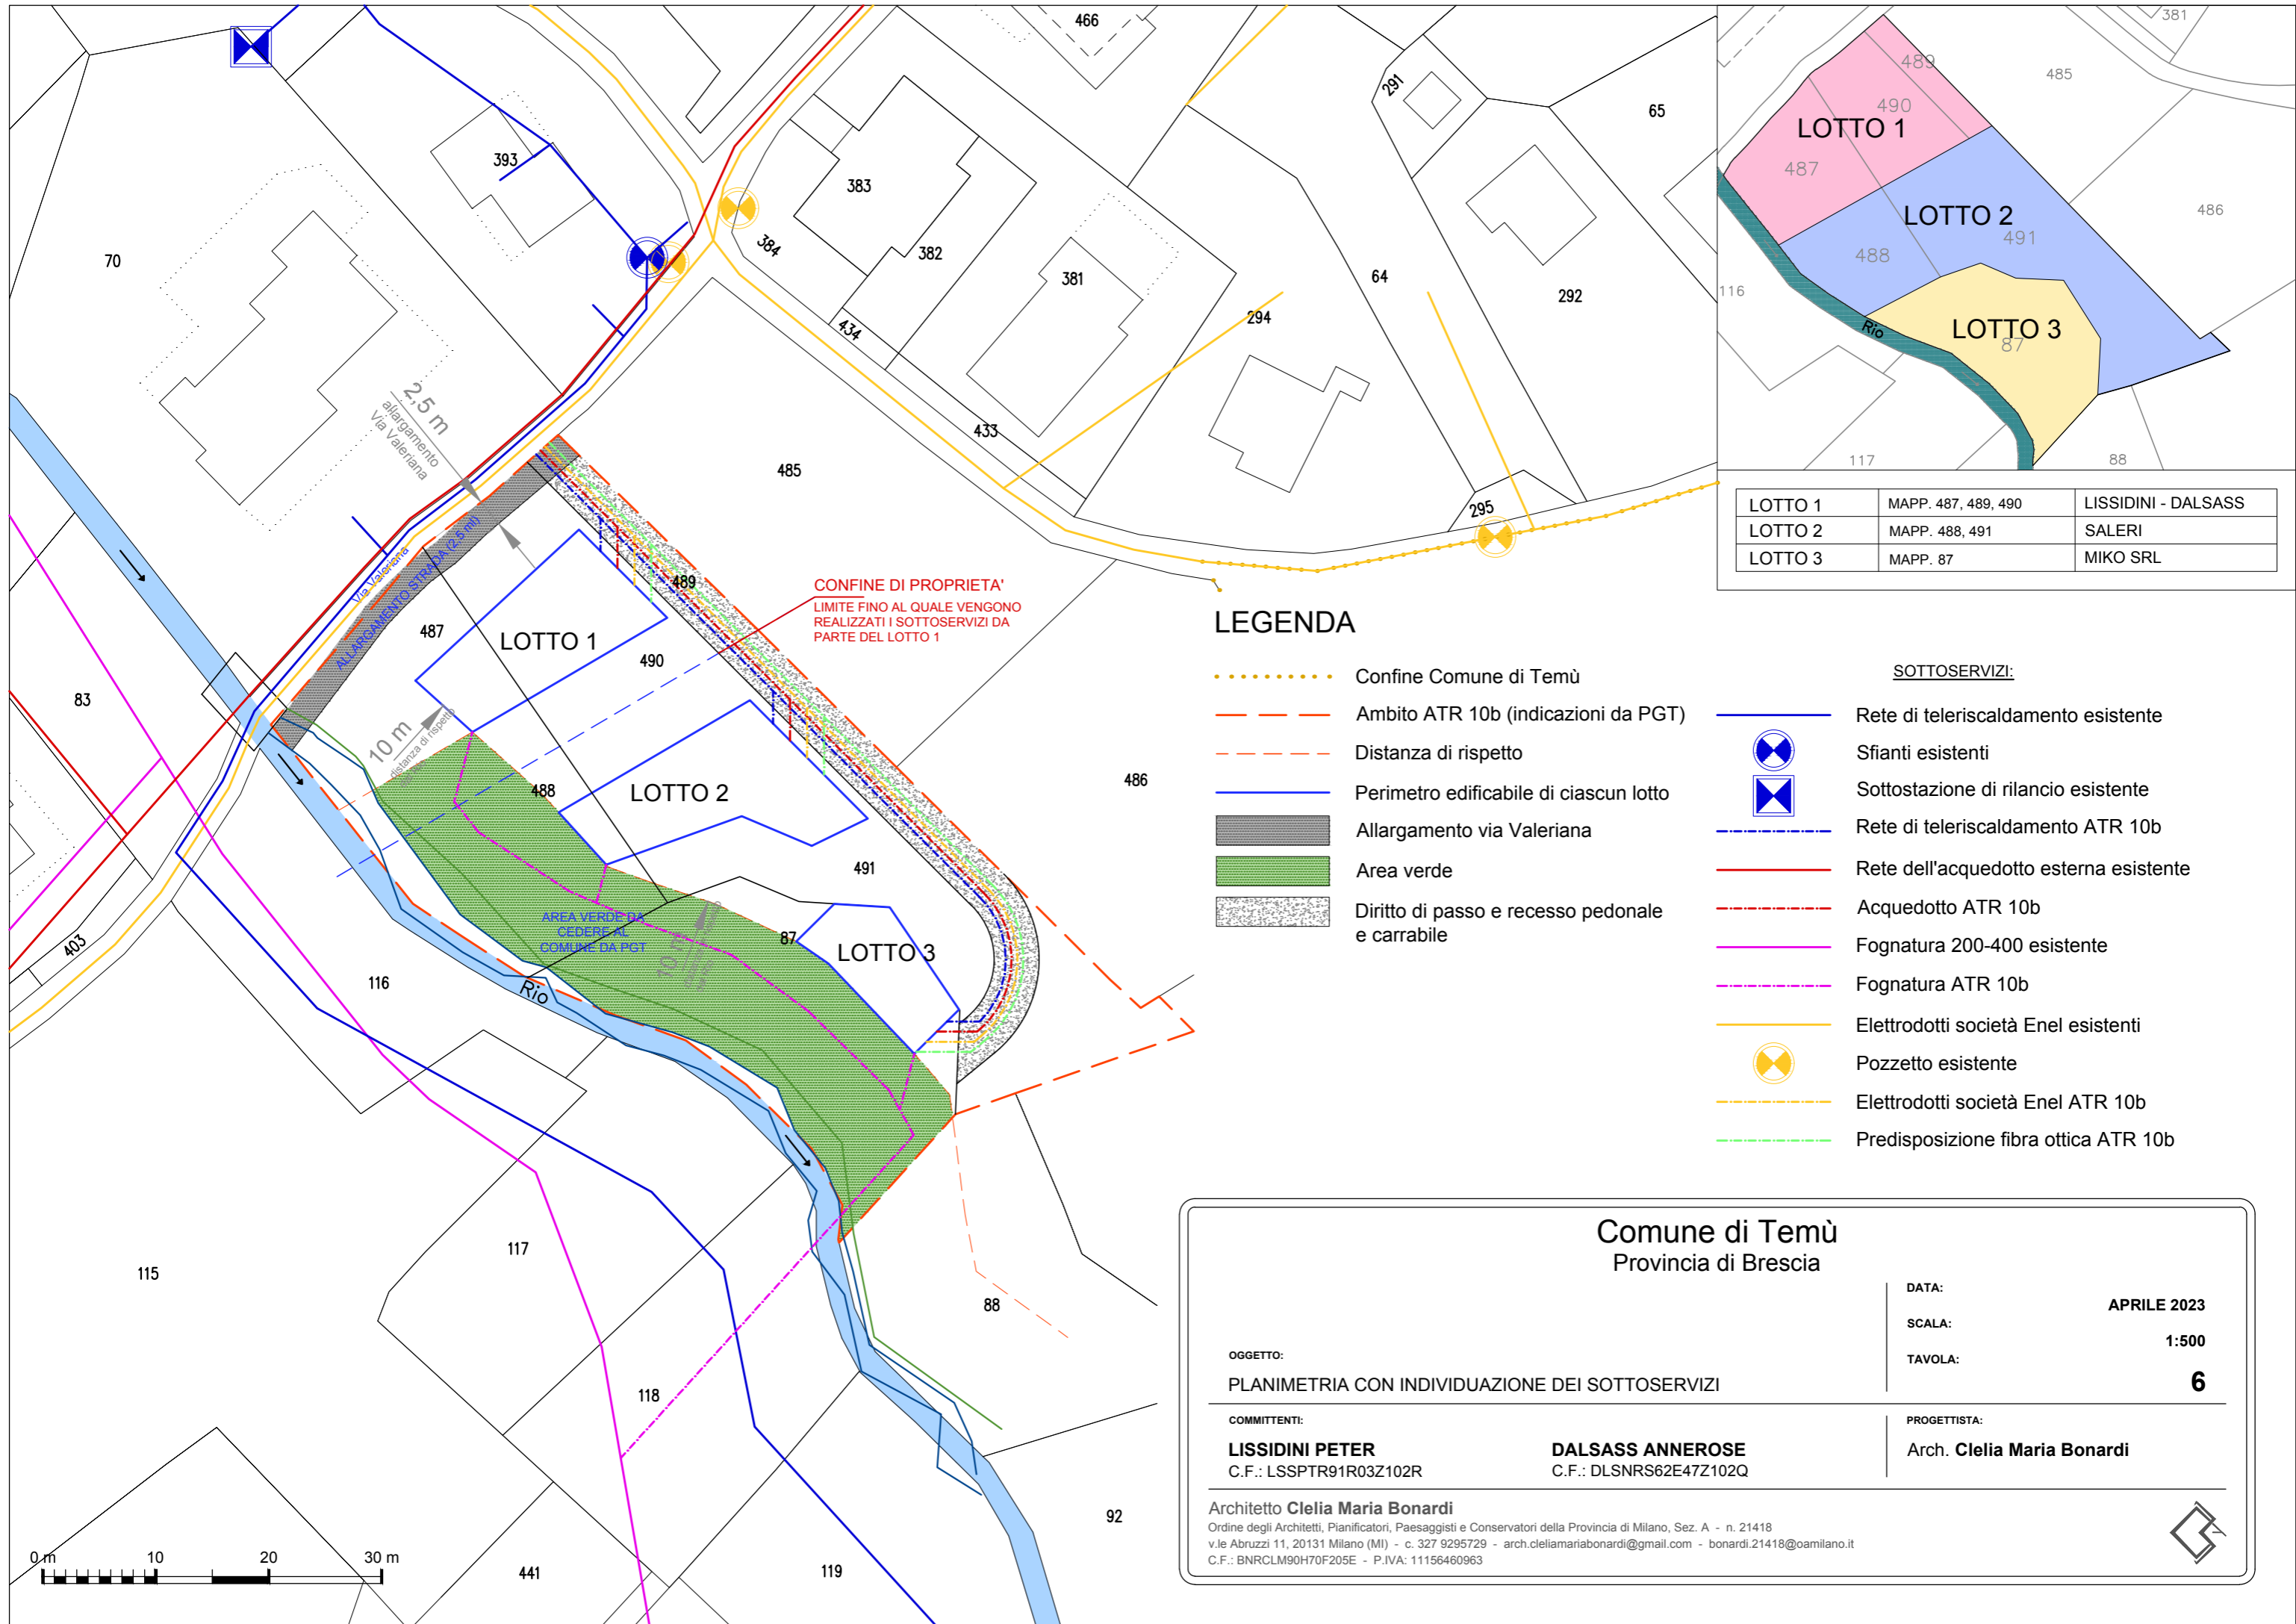 466
291
65
393
383
384
382
381
64
292
70
434
294
2,5 m
allargamento
Via Valeriana
433
485
295
Via Valeriana
ALLARGAMENTO STRADA (2.5 ml)
489
CONFINE DI PROPRIETA'
LIMITE FINO AL QUALE VENGONO
REALIZZATI I SOTTOSERVIZI DA
PARTE DEL LOTTO 1
487
LOTTO 1
490
83
10 m
distanza di rispetto
488
LOTTO 2
486
491
AREA VERDE DA
CEDERE AL
COMUNE DA PGT
10 m
87
LOTTO 3
403
116
Rio
115
117
118
88
92
441
119
0 m
10
20
30 m
381
489
485
490
LOTTO 1
487
LOTTO 2
491
486
488
116
Rio
LOTTO 3
87
117
88
LOTTO 1 MAPP. 487, 489, 490 LISSIDINI - DALSASS
LOTTO 2 MAPP. 488, 491 SALERI
LOTTO 3 MAPP. 87 MIKO SRL
LEGENDA
Confine Comune di Temù
Ambito ATR 10b (indicazioni da PGT)
Distanza di rispetto
Perimetro edificabile di ciascun lotto
Allargamento via Valeriana
Area verde
Diritto di passo e recesso pedonale
e carrabile
SOTTOSERVIZI:
Rete di teleriscaldamento esistente
Sfianti esistenti
Sottostazione di rilancio esistente
Rete di teleriscaldamento ATR 10b
Rete dell'acquedotto esterna esistente
Acquedotto ATR 10b
Fognatura 200-400 esistente
Fognatura ATR 10b
Elettrodotti società Enel esistenti
Pozzetto esistente
Elettrodotti società Enel ATR 10b
Predisposizione fibra ottica ATR 10b
Comune di Temù
Provincia di Brescia
DATA:
APRILE 2023
SCALA:
1:500
TAVOLA:
6
OGGETTO:
PLANIMETRIA CON INDIVIDUAZIONE DEI SOTTOSERVIZI
COMMITTENTI:
LISSIDINI PETER
C.F.: LSSPTR91R03Z102R
DALSASS ANNEROSE
C.F.: DLSNRS62E47Z102Q
PROGETTISTA:
Arch. Clelia Maria Bonardi
Architetto Clelia Maria Bonardi
Ordine degli Architetti, Pianificatori, Paesaggisti e Conservatori della Provincia di Milano, Sez. A - n. 21418
v.le Abruzzi 11, 20131 Milano (MI) - c. 327 9295729 - arch.cleliamariabonardi@gmail.com - bonardi.21418@oamilano.it
C.F.: BNRCLM90H70F205E - P.IVA: 11156460963